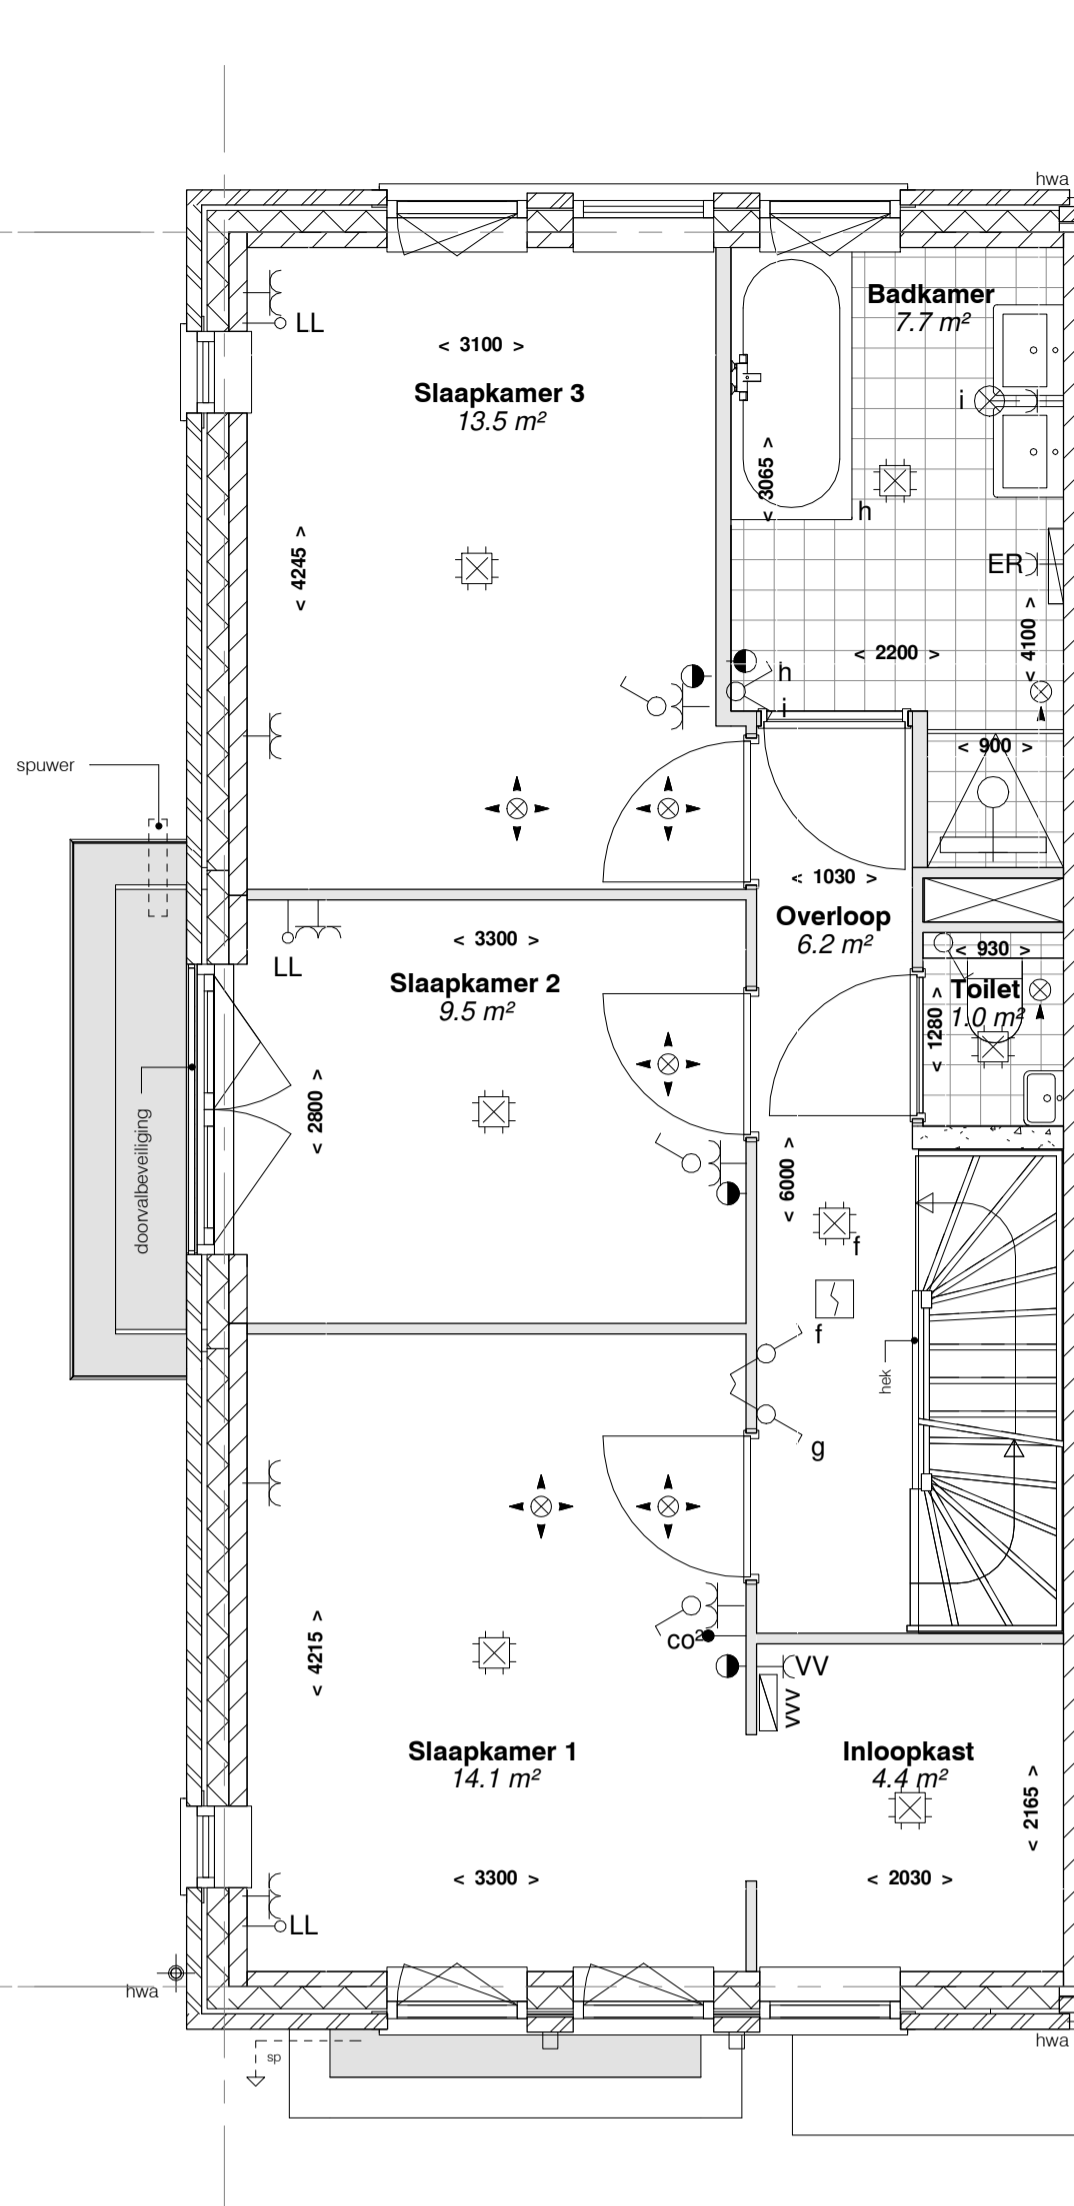 hwa
LL
< 3100 >
Slaapkamer 3
13.5 m²
Badkamer
7.7 m²
i
< 3065 >
h
< 4245 >
ER
< 4100 >
< 2200 >
h
i
spuwer
< 900 >
< 1030 >
Overloop
6.2 m²
< 3300 >
LL
Slaapkamer 2
9.5 m²
< 930 >
Toilet
1.0 m²
< 1280 >
< 2800 >
doorvalbeveiliging
< 6000 >
f
f
hek
g
< 4215 >
co²
VV
VVV
Slaapkamer 1
14.1 m²
Inloopkast
4.4 m²
< 2165 >
< 3300 >
< 2030 >
LL
hwa
hwa
sp